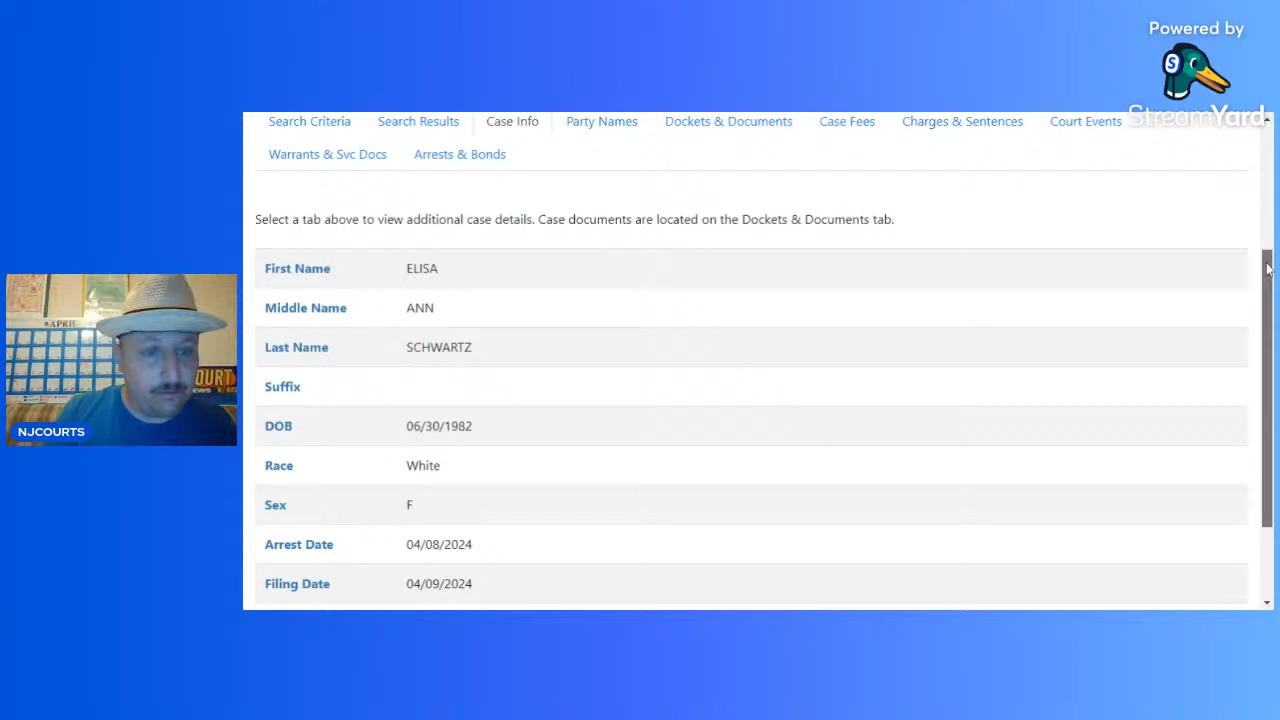 Powered by
S
StreamYard
Search Criteria Search Results Case Info Party Names Dockets & Documents Case Fees Charges & Sentences Court Events
Warrants & Svc Docs Arrests & Bonds
Select a tab above to view additional case details. Case documents are located on the Dockets & Documents tab.
First Name ELISA
Middle Name ANN
Last Name SCHWARTZ
Suffix
DOB 06/30/1982
Race White
Sex F
Arrest Date 04/08/2024
Filing Date 04/09/2024
APRIL
OURT
EWS
NJCOURTS